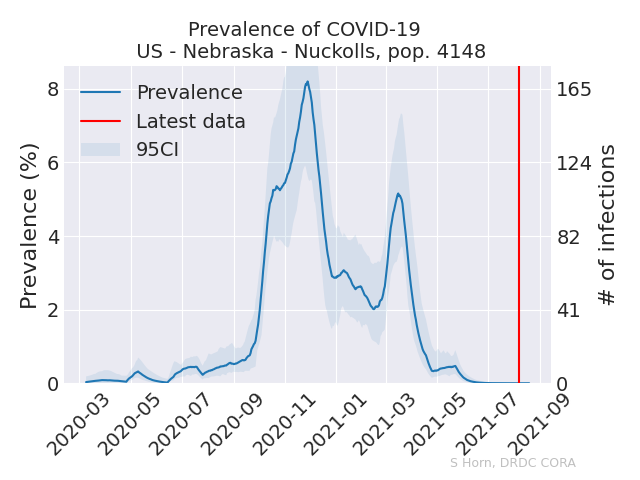 Prevalence of COVID-19
US - Nebraska - Nuckolls, pop. 4148
Prevalence
Latest data
95CI
Prevalence (%)
8
6
4
2
0
165
124
82
41
0
# of infections
2020-03
2020-05
2020-07
2020-09
2020-11
2021-01
2021-03
2021-05
2021-07
2021-09
S Horn, DRDC CORA